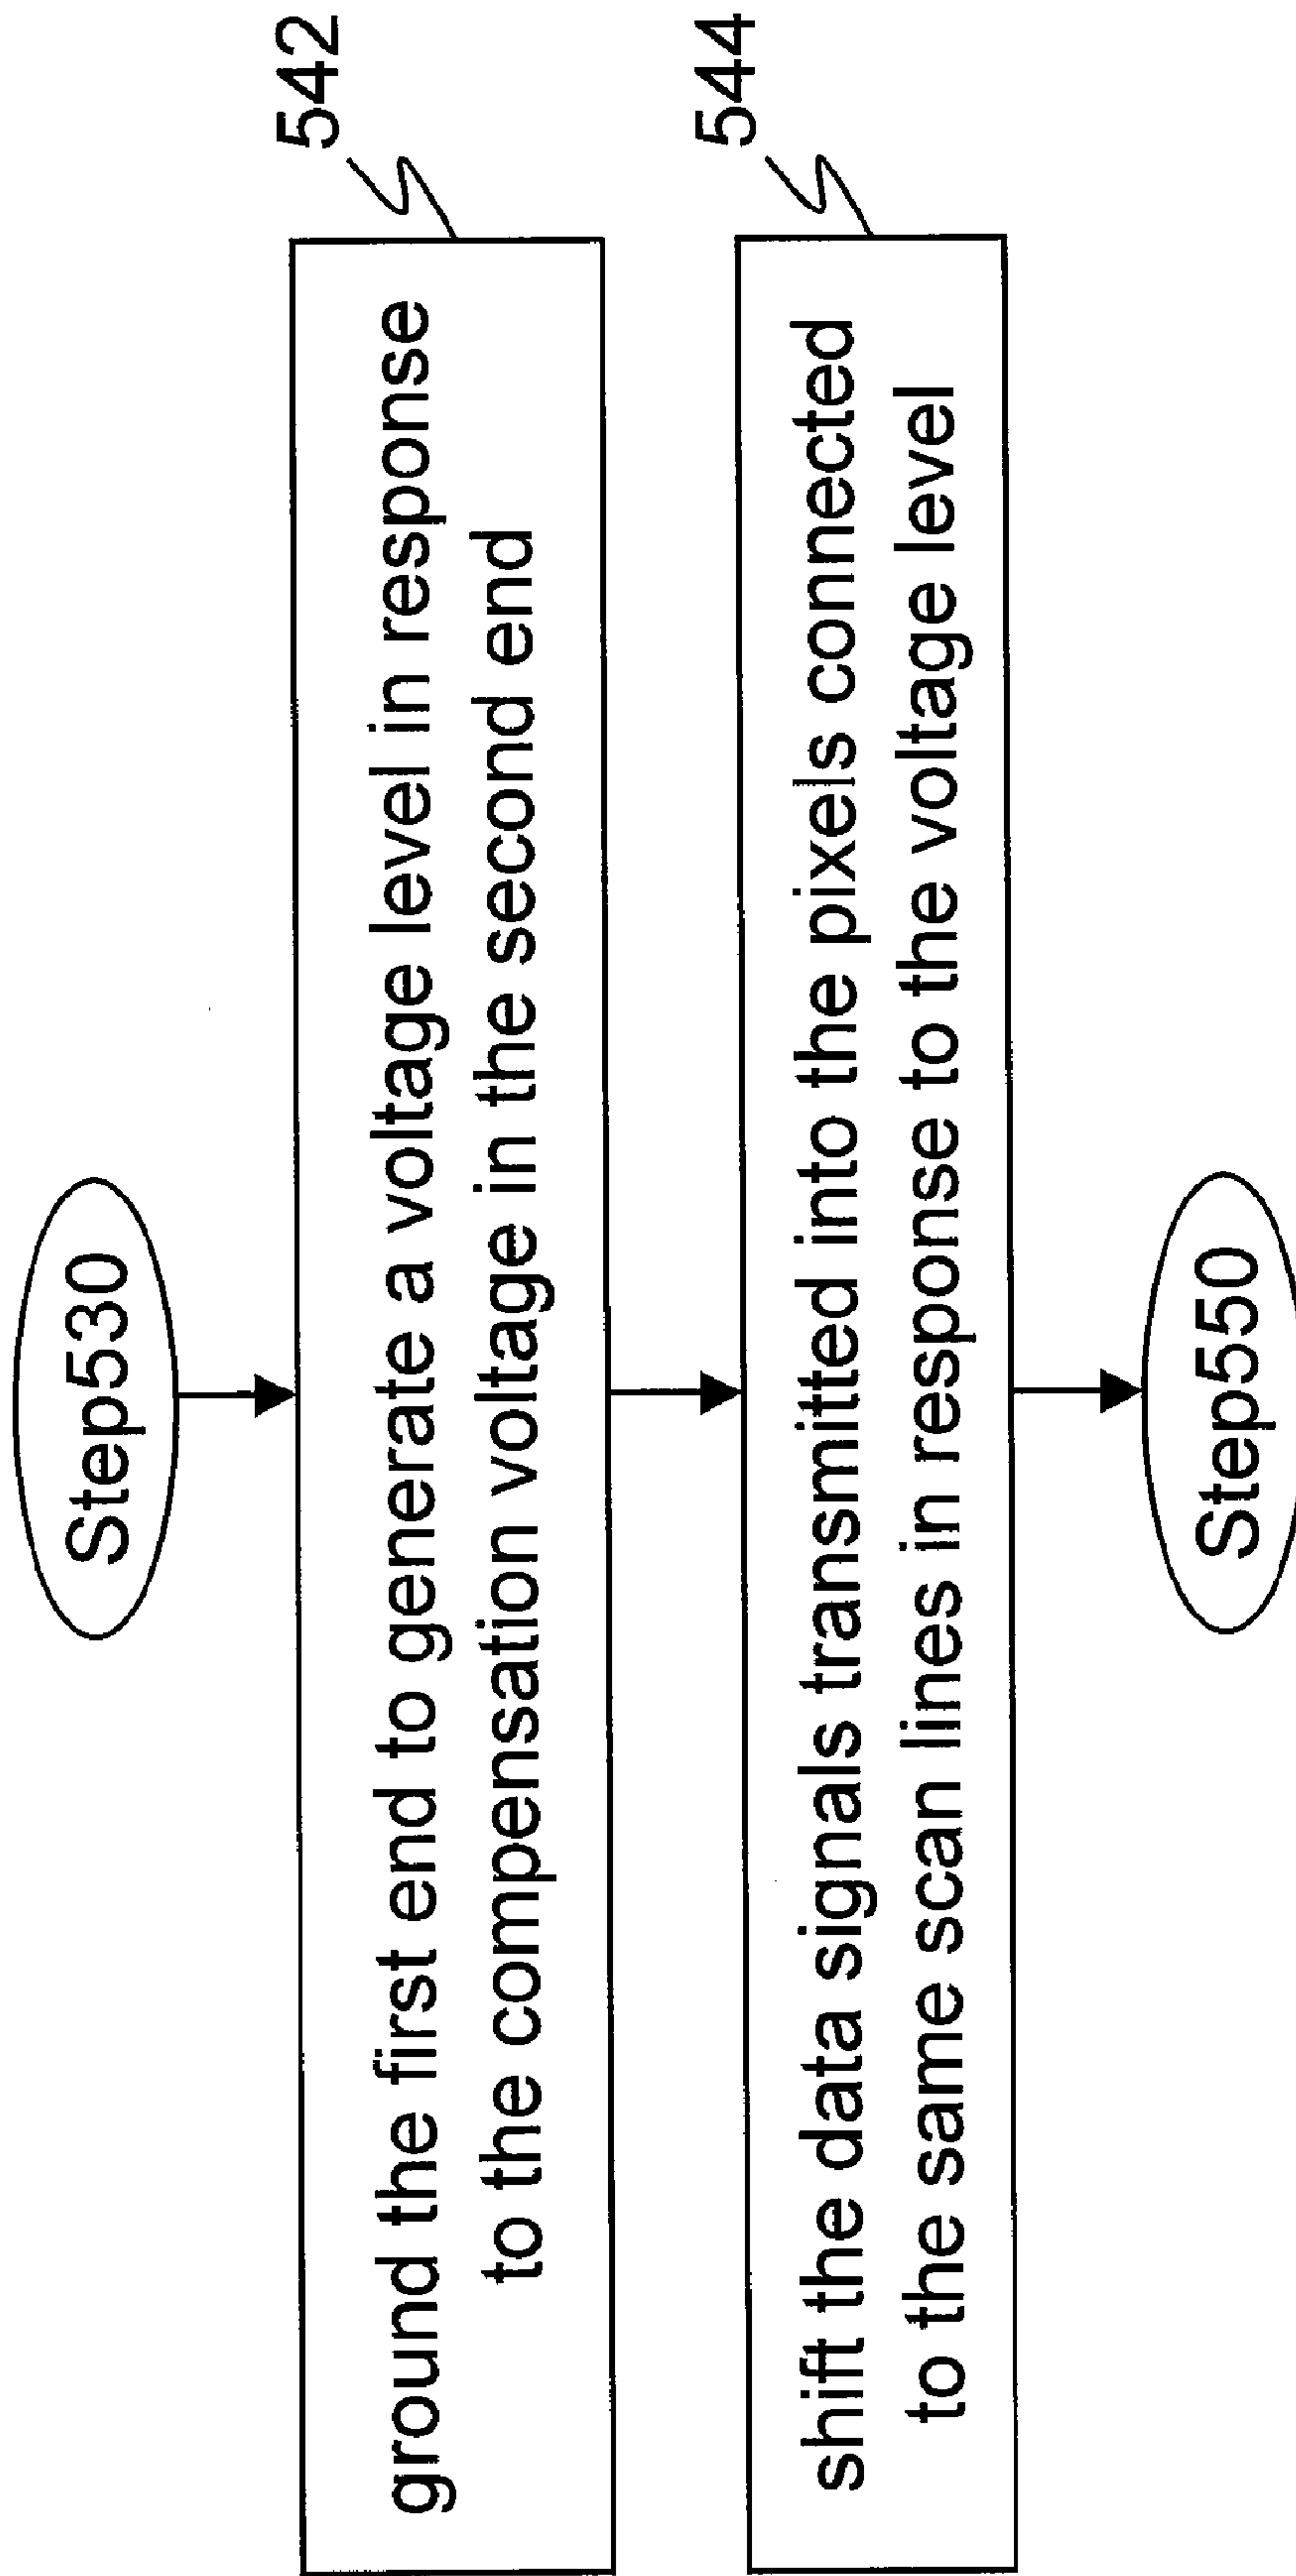 Step530
542
ground the first end to generate a voltage level in response
to the compensation voltage in the second end
544
shift the data signals transmitted into the pixels connected
to the same scan lines in response to the voltage level
Step550